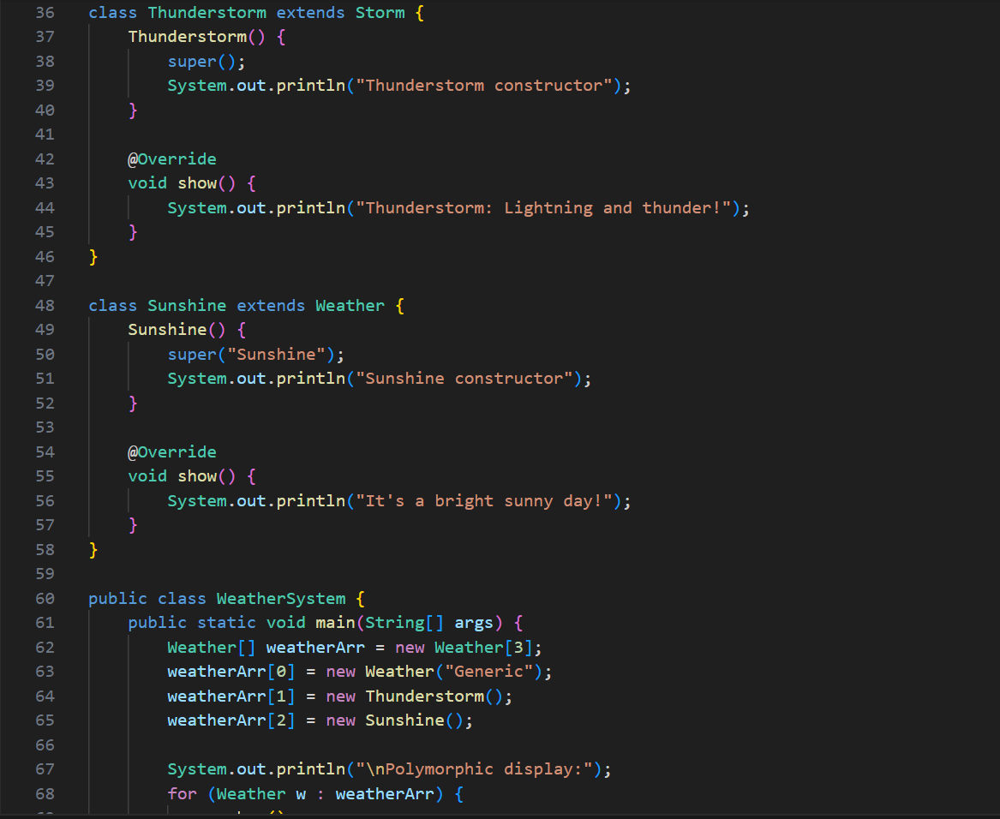 36 class Thunderstorm extends Storm {
37     Thunderstorm() {
38         super();
39         System.out.println("Thunderstorm constructor");
40     }
41
42     @Override
43     void show() {
44         System.out.println("Thunderstorm: Lightning and thunder!");
45     }
46 }
47
48 class Sunshine extends Weather {
49     Sunshine() {
50         super("Sunshine");
51         System.out.println("Sunshine constructor");
52     }
53
54     @Override
55     void show() {
56         System.out.println("It's a bright sunny day!");
57     }
58 }
59
60 public class WeatherSystem {
61     public static void main(String[] args) {
62         Weather[] weatherArr = new Weather[3];
63         weatherArr[0] = new Weather("Generic");
64         weatherArr[1] = new Thunderstorm();
65         weatherArr[2] = new Sunshine();
66
67         System.out.println("\nPolymorphic display:");
68         for (Weather w : weatherArr) {